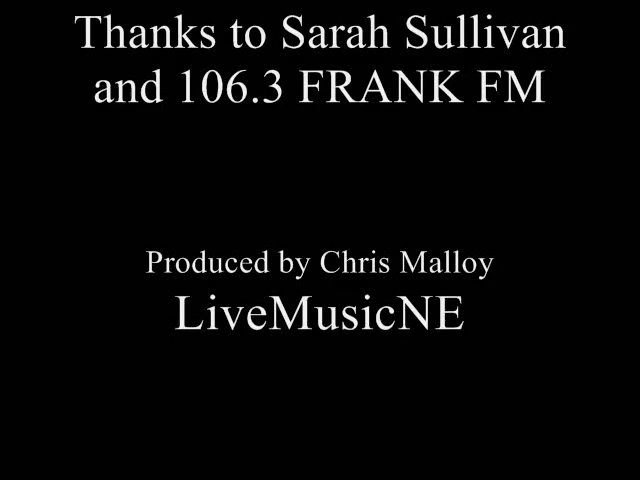 Thanks to Sarah Sullivan
and 106.3 FRANK FM
Produced by Chris Malloy
LiveMusicNE